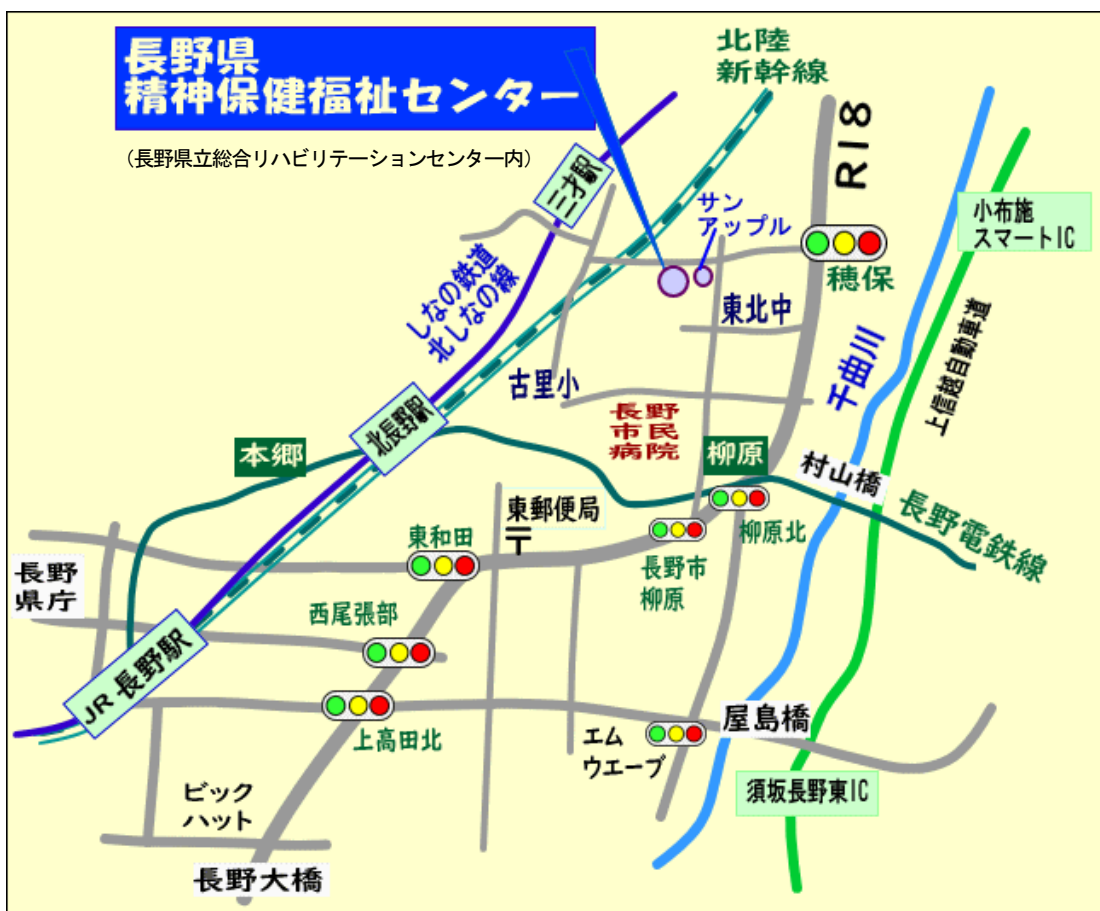 長野県
精神保健福祉センター
(長野県立総合リハビリテーションセンター内)
北陸
新幹線
R18
三才駅
サン
アップル
小布施
スマートIC
穂保
しなの鉄道
北しなの線
東北中
千曲川
上信越自動車道
古里小
北長野駅
長野
市民
病院
本郷
柳原
村山橋
長野電鉄線
東郵便局
〒
東和田
柳原北
長野市
柳原
長野
県庁
西尾張部
JR 長野駅
上高田北
エム
ウエーブ
屋島橋
ビック
ハット
須坂長野東IC
長野大橋